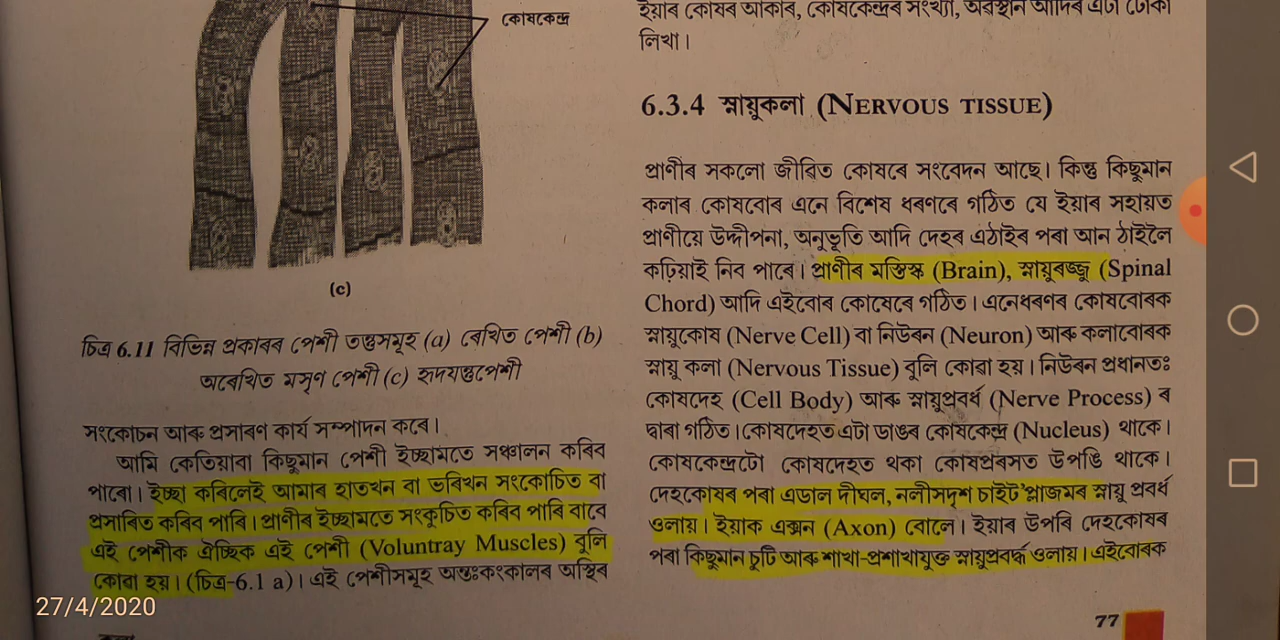 কোষকেন্দ্ৰ
(c)
চিত্ৰ 6.11 বিভিন্ন প্ৰকাৰৰ পেশী তন্তুসমূহ (a) ৰেখিত পেশী (b)
অৰেখিত মসৃণ পেশী (c) হৃদযন্ত্ৰপেশী
সংকোচন আৰু প্ৰসাৰণ কাৰ্য সম্পাদন কৰে।
আমি কেতিয়াবা কিছুমান পেশী ইচ্ছামতে সঞ্চালন কৰিব
পাৰো। ইচ্ছা কৰিলেই আমাৰ হাতখন বা ভৰিখন সংকোচিত বা
প্ৰসাৰিত কৰিব পাৰি। প্ৰাণীৰ ইচ্ছামতে সংকুচিত কৰিব পাৰি বাবে
এই পেশীক ঐচ্ছিক এই পেশী (Voluntray Muscles) বুলি
কোৱা হয়। (চিত্ৰ-6.1 a)। এই পেশীসমূহ অন্তঃকংকালৰ অস্থিৰ
ইয়াৰ কোষৰ আকাৰ, কোষকেন্দ্ৰৰ সংখ্যা, অৱস্থান আদিৰ এটা টোকা
লিখা।
6.3.4 স্নায়ুকলা (NERVOUS TISSUE)
প্ৰাণীৰ সকলো জীৱিত কোষৰে সংবেদন আছে। কিন্তু কিছুমান
কলাৰ কোষবোৰ এনে বিশেষ ধৰণৰে গঠিত যে ইয়াৰ সহায়ত
প্ৰাণীয়ে উদ্দীপনা, অনুভূতি আদি দেহৰ এঠাইৰ পৰা আন ঠাইলৈ
কঢ়িয়াই নিব পাৰে। প্ৰাণীৰ মস্তিস্ক (Brain), স্নায়ুৰজ্জু (Spinal
Chord) আদি এইবোৰ কোষেৰে গঠিত। এনেধৰণৰ কোষবোৰক
স্নায়ুকোষ (Nerve Cell) বা নিউৰন (Neuron) আৰু কলাবোৰক
স্নায়ু কলা (Nervous Tissue) বুলি কোৱা হয়। নিউৰন প্ৰধানতঃ
কোষদেহ (Cell Body) আৰু স্নায়ুপ্ৰবৰ্ধ (Nerve Process) ৰ
দ্বাৰা গঠিত। কোষদেহত এটা ডাঙৰ কোষকেন্দ্ৰ (Nucleus) থাকে।
কোষকেন্দ্ৰটো কোষদেহত থকা কোষপ্ৰৰসত উপঙি থাকে।
দেহকোষৰ পৰা এডাল দীঘল, নলীসদৃশ চাইট'প্লাজমৰ স্নায়ু প্ৰবৰ্ধ
ওলায়। ইয়াক এক্সন (Axon) বোলে। ইয়াৰ উপৰি দেহকোষৰ
পৰা কিছুমান চুটি আৰু শাখা-প্ৰশাখাযুক্ত স্নায়ুপ্ৰবৰ্দ্ধ ওলায়। এইবোৰক
77
27/4/2020